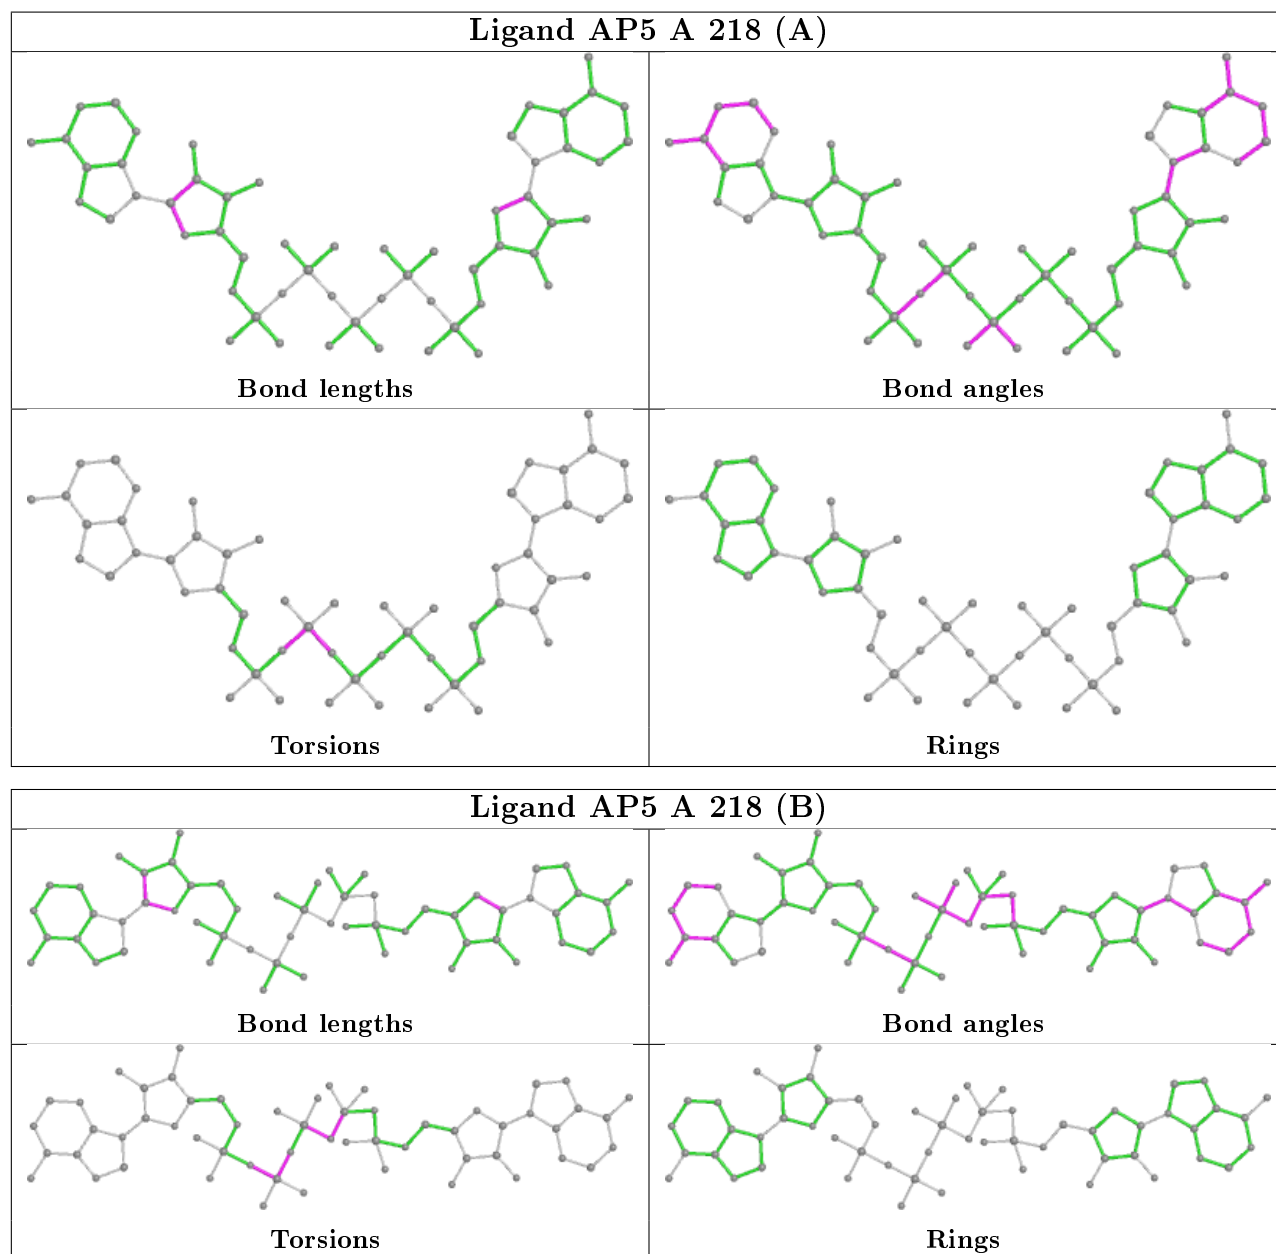 Ligand AP5 A 218 (A)
Bond lengths
Bond angles
Torsions
Rings
Ligand AP5 A 218 (B)
Bond lengths
Bond angles
Torsions
Rings